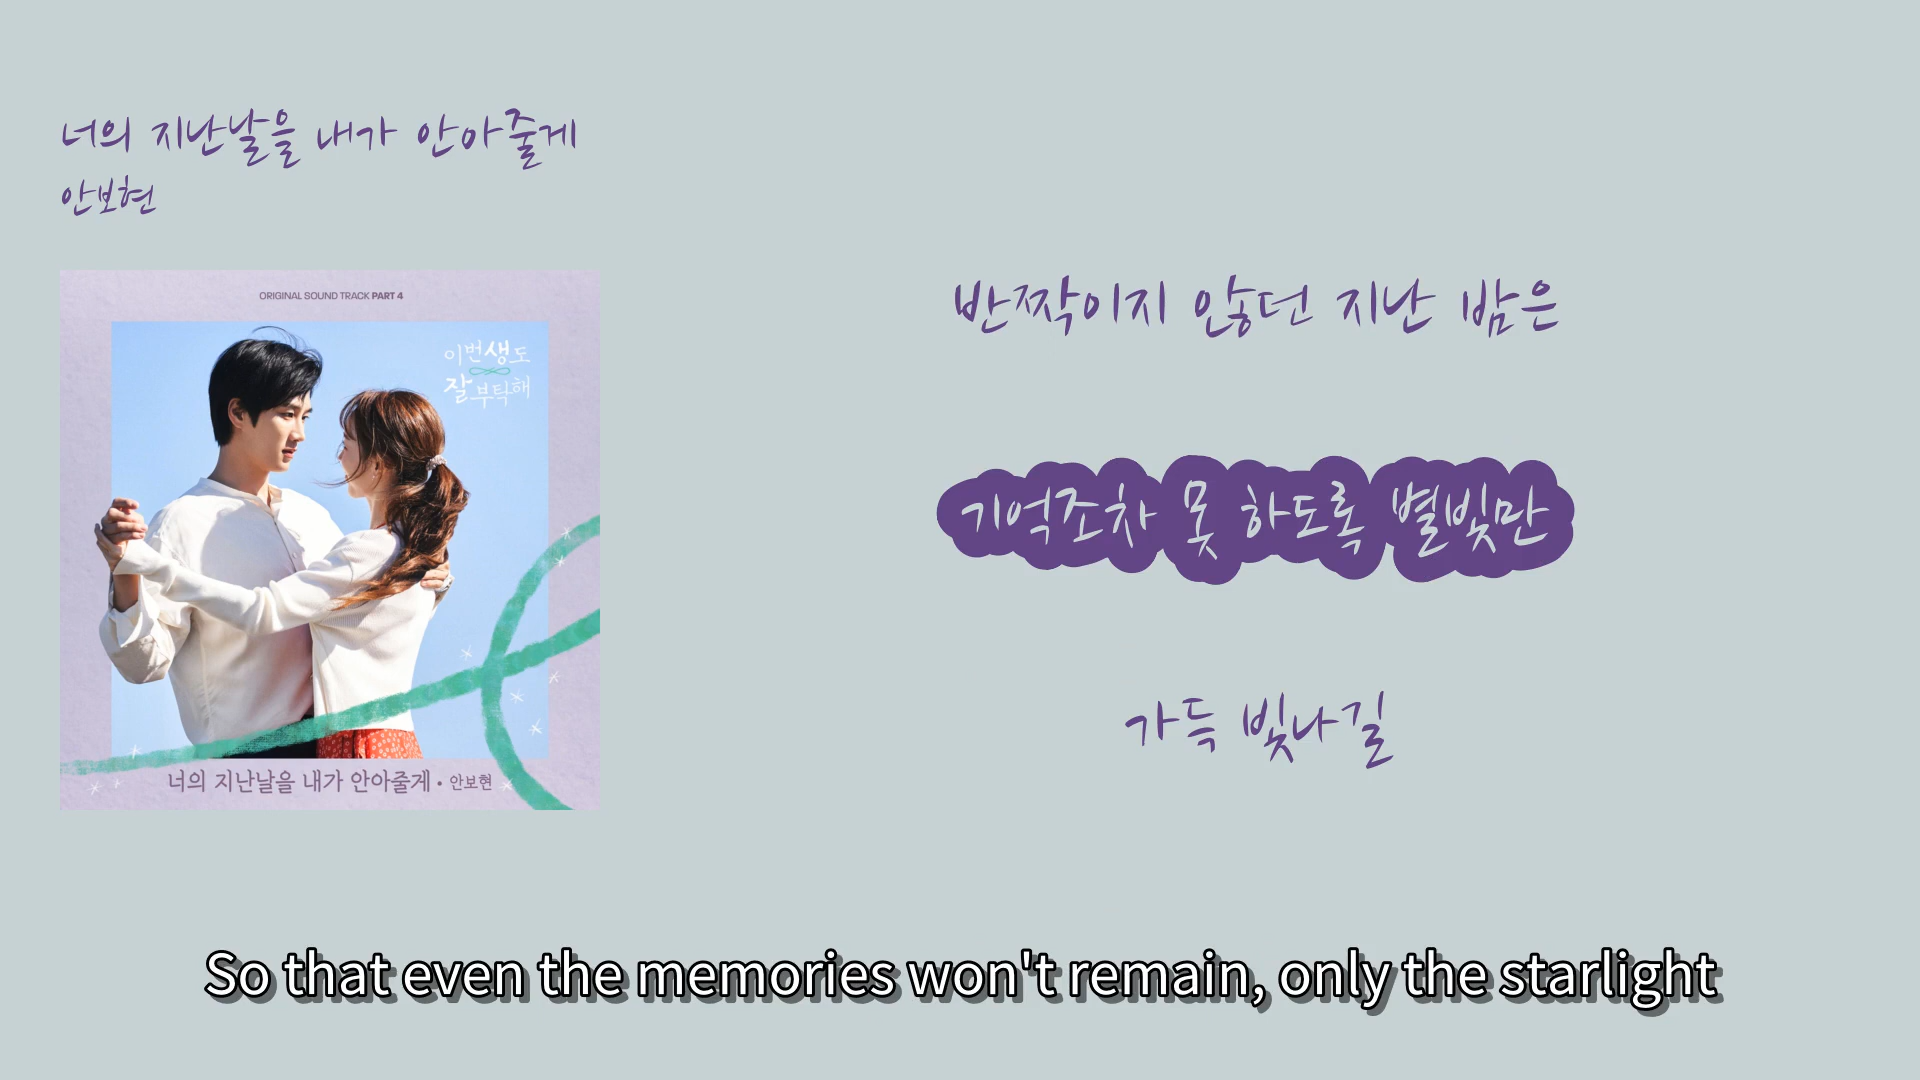 너의 지난날을 내가 안아줄게
안보현
ORIGINAL SOUND TRACK PART 4
이번 생도
잘 부탁해
너의 지난날을 내가 안아줄게 • 안보현
반짝이지 않던 지난 밤은
기억조차 못 하도록 별빛만
가득 빛나길
So that even the memories won't remain, only the starlight